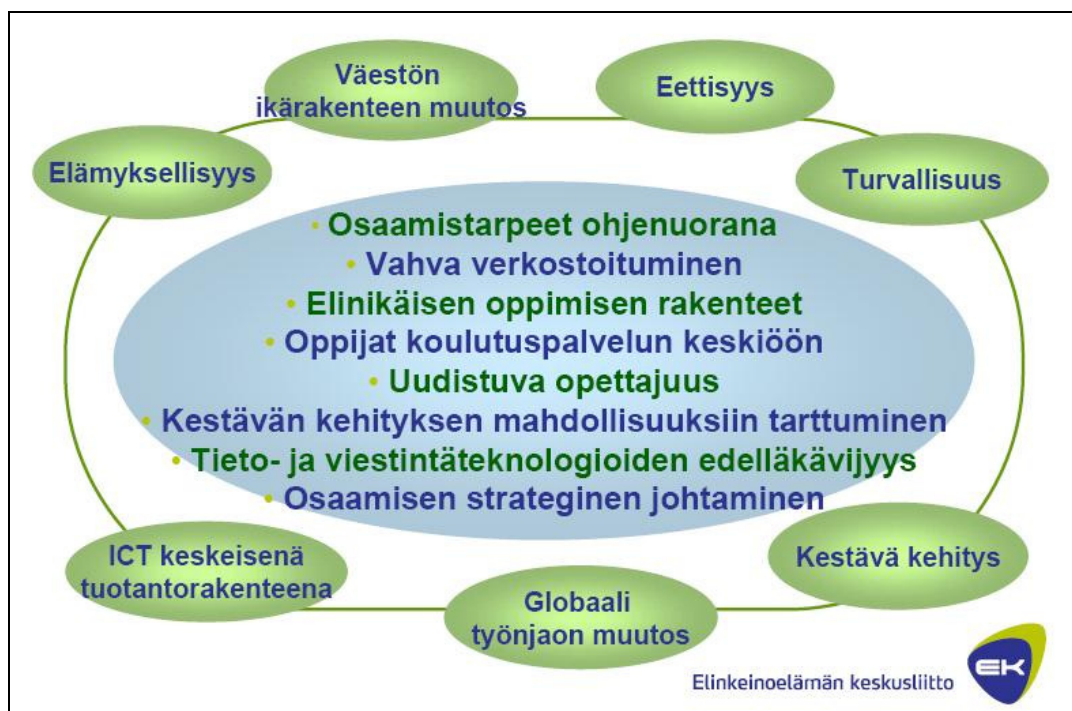 Väestön
ikärakenteen muutos
Eettisyys
Elämyksellisyys
Turvallisuus
• Osaamistarpeet ohjenuorana
• Vahva verkostoituminen
• Elinikäisen oppimisen rakenteet
• Oppijat koulutuspalvelun keskiöön
• Uudistuva opettajuus
• Kestävän kehityksen mahdollisuuksiin tarttuminen
• Tieto- ja viestintäteknologioiden edelläkävijyys
• Osaamisen strateginen johtaminen
ICT keskeisenä
tuotantorakenteena
Kestävä kehitys
Globaali
työnjaon muutos
Elinkeinoelämän keskusliitto
EK